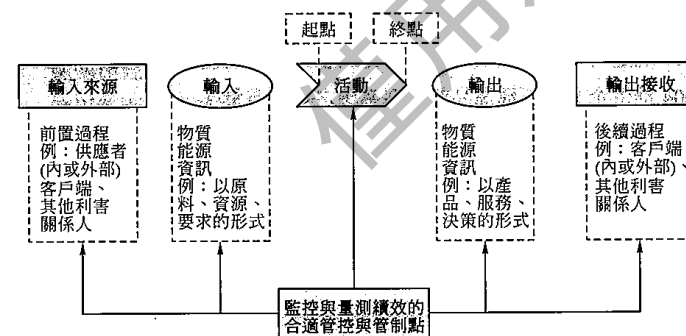 起點
終點
輸入來源
輸入
活動
輸出
輸出接收
前置過程
例：供應者
(內或外部)
客戶端、
其他利害
關係人
物質
能源
資訊
例：以原
料、資源、
要求的形式
物質
能源
資訊
例：以產
品、服務、
決策的形式
後續過程
例：客戶端
(內或外部)、
其他利害
關係人
監控與量測績效的
合適管控與管制點
僅用